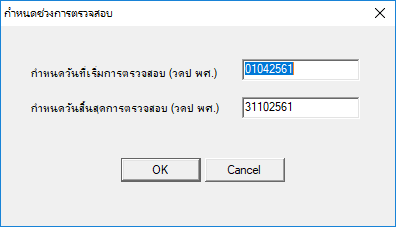 กำหนดช่วงการตรวจสอบ
กำหนดวันที่เริ่มการตรวจสอบ (วดป พศ.) 01042561
กำหนดวันสิ้นสุดการตรวจสอบ (วดป พศ.) 31102561
OK Cancel